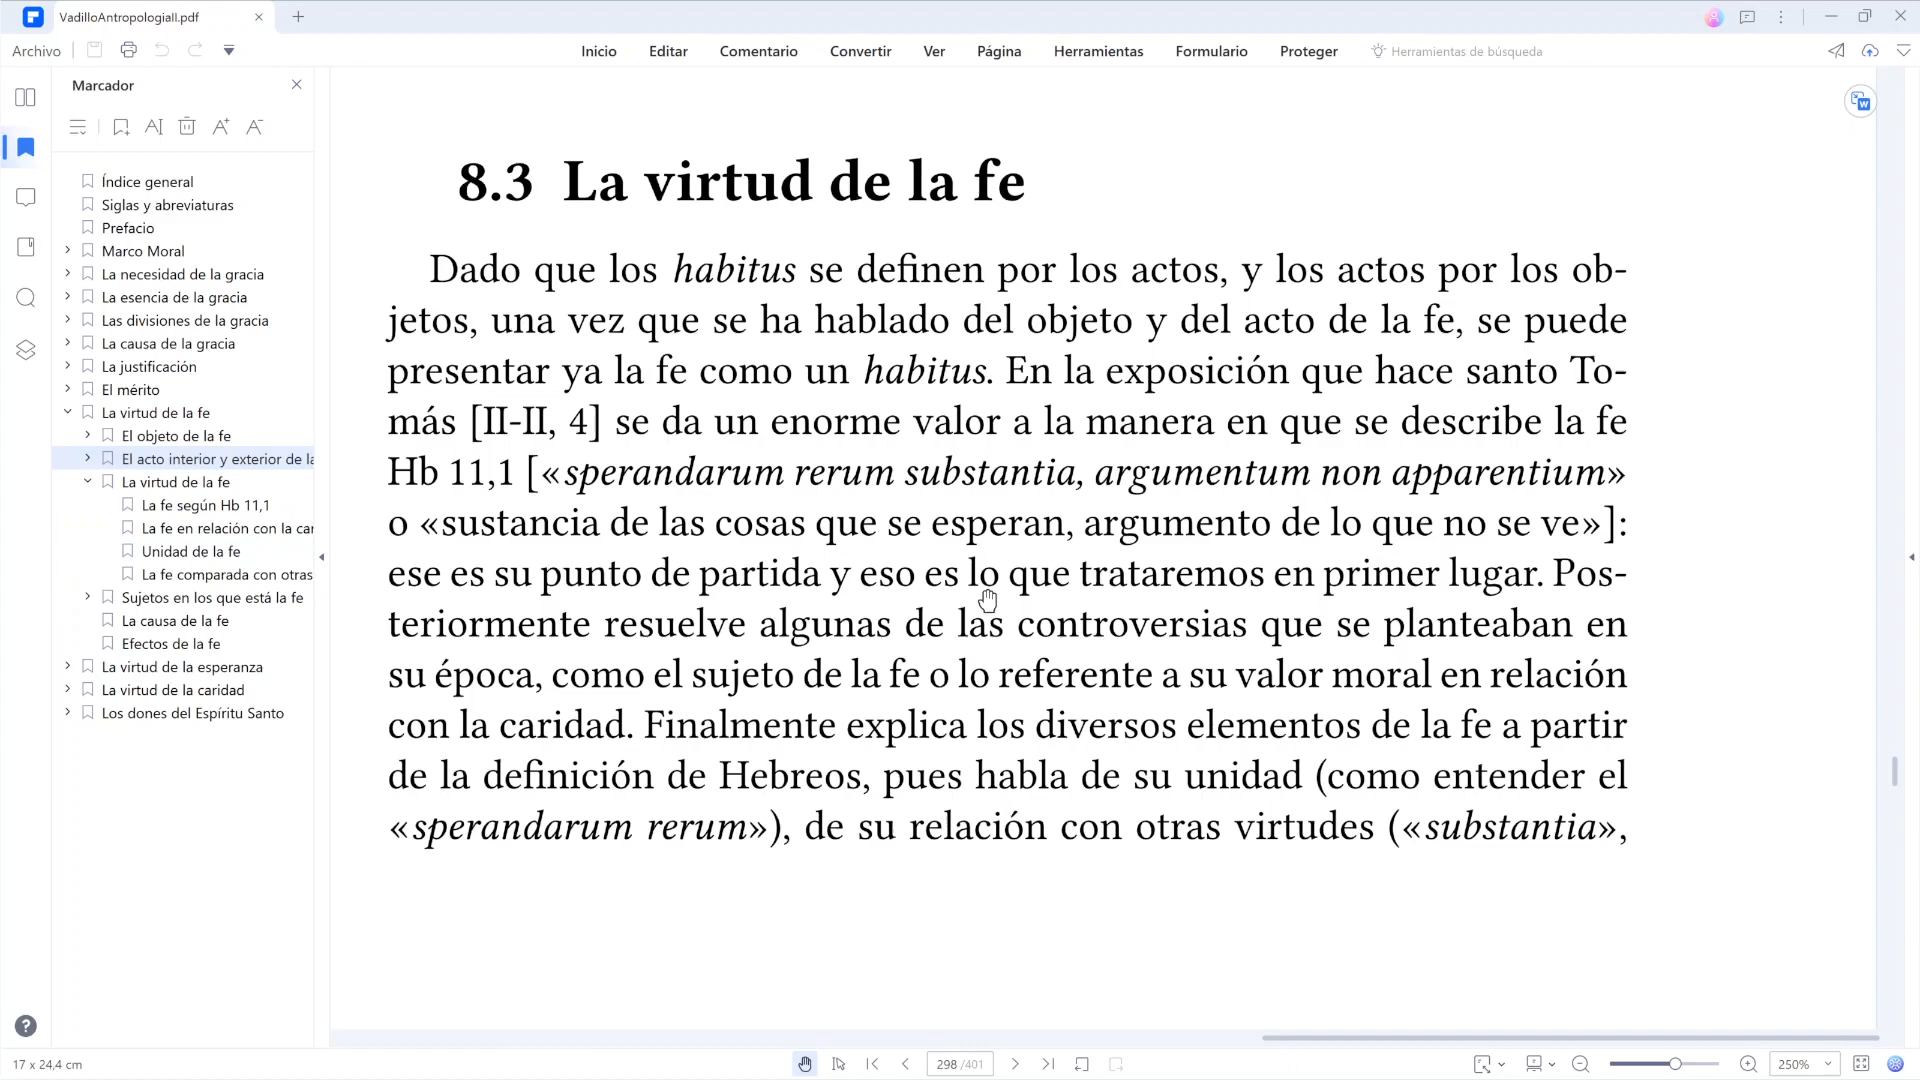 VadilloAntropologiaII.pdf
Archivo
Inicio
Editar
Comentario
Convertir
Ver
Página
Herramientas
Formulario
Proteger
Herramientas de búsqueda
Marcador
Índice general
Siglas y abreviaturas
Prefacio
Marco Moral
La necesidad de la gracia
La esencia de la gracia
Las divisiones de la gracia
La causa de la gracia
La justificación
El mérito
La virtud de la fe
El objeto de la fe
El acto interior y exterior de la
La virtud de la fe
La fe según Hb 11,1
La fe en relación con la car
Unidad de la fe
La fe comparada con otras
Sujetos en los que está la fe
La causa de la fe
Efectos de la fe
La virtud de la esperanza
La virtud de la caridad
Los dones del Espíritu Santo
8.3 La virtud de la fe
Dado que los habitus se definen por los actos, y los actos por los ob-
jetos, una vez que se ha hablado del objeto y del acto de la fe, se puede
presentar ya la fe como un habitus. En la exposición que hace santo To-
más [II-II, 4] se da un enorme valor a la manera en que se describe la fe
Hb 11,1 [«sperandarum rerum substantia, argumentum non apparentium»
o «sustancia de las cosas que se esperan, argumento de lo que no se ve»]:
ese es su punto de partida y eso es lo que trataremos en primer lugar. Pos-
teriormente resuelve algunas de las controversias que se planteaban en
su época, como el sujeto de la fe o lo referente a su valor moral en relación
con la caridad. Finalmente explica los diversos elementos de la fe a partir
de la definición de Hebreos, pues habla de su unidad (como entender el
«sperandarum rerum»), de su relación con otras virtudes («substantia»,
17 x 24,4 cm
298 /401
250%